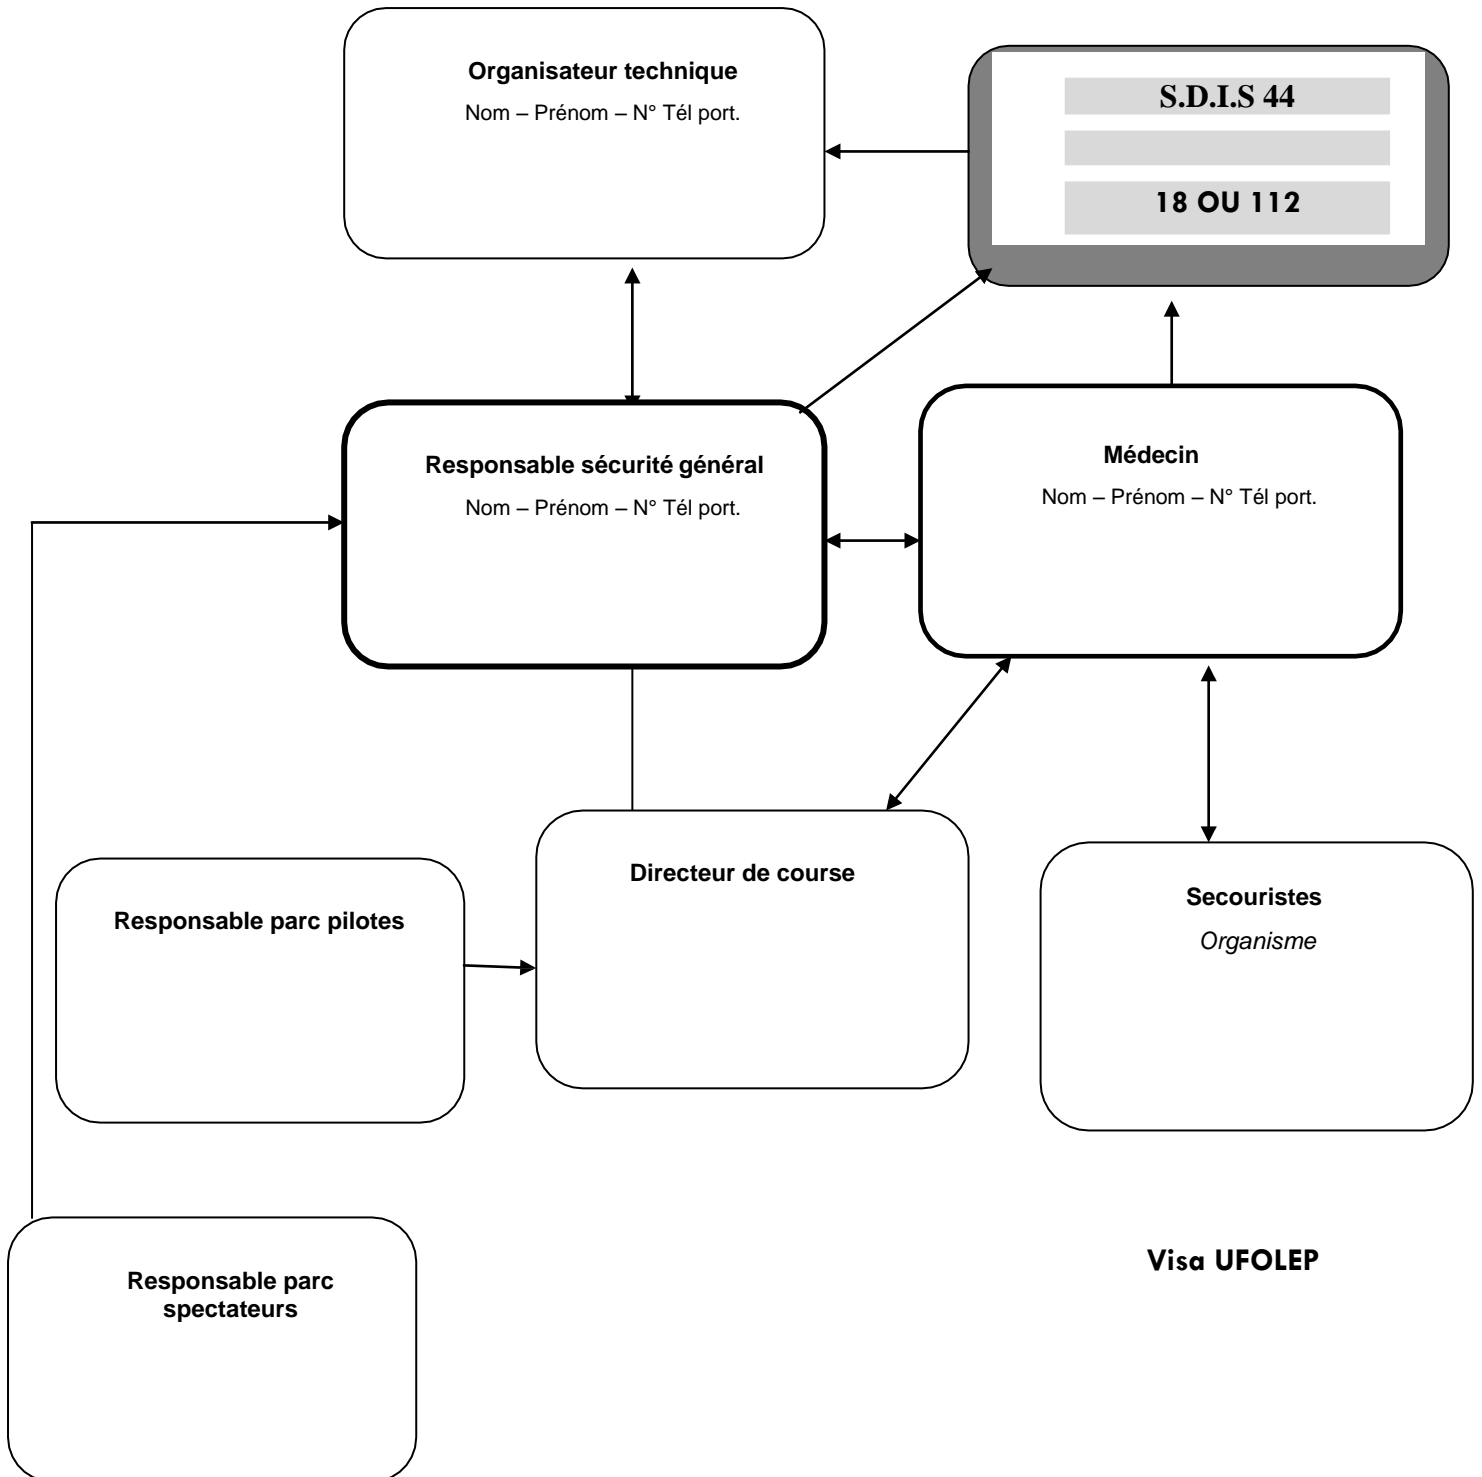 Organisateur technique
Nom – Prénom – N° Tél port.
S.D.I.S 44
18 OU 112
Responsable sécurité général
Nom – Prénom – N° Tél port.
Médecin
Nom – Prénom – N° Tél port.
Directeur de course
Responsable parc pilotes
Secouristes
Organisme
Responsable parc
spectateurs
Visa UFOLEP